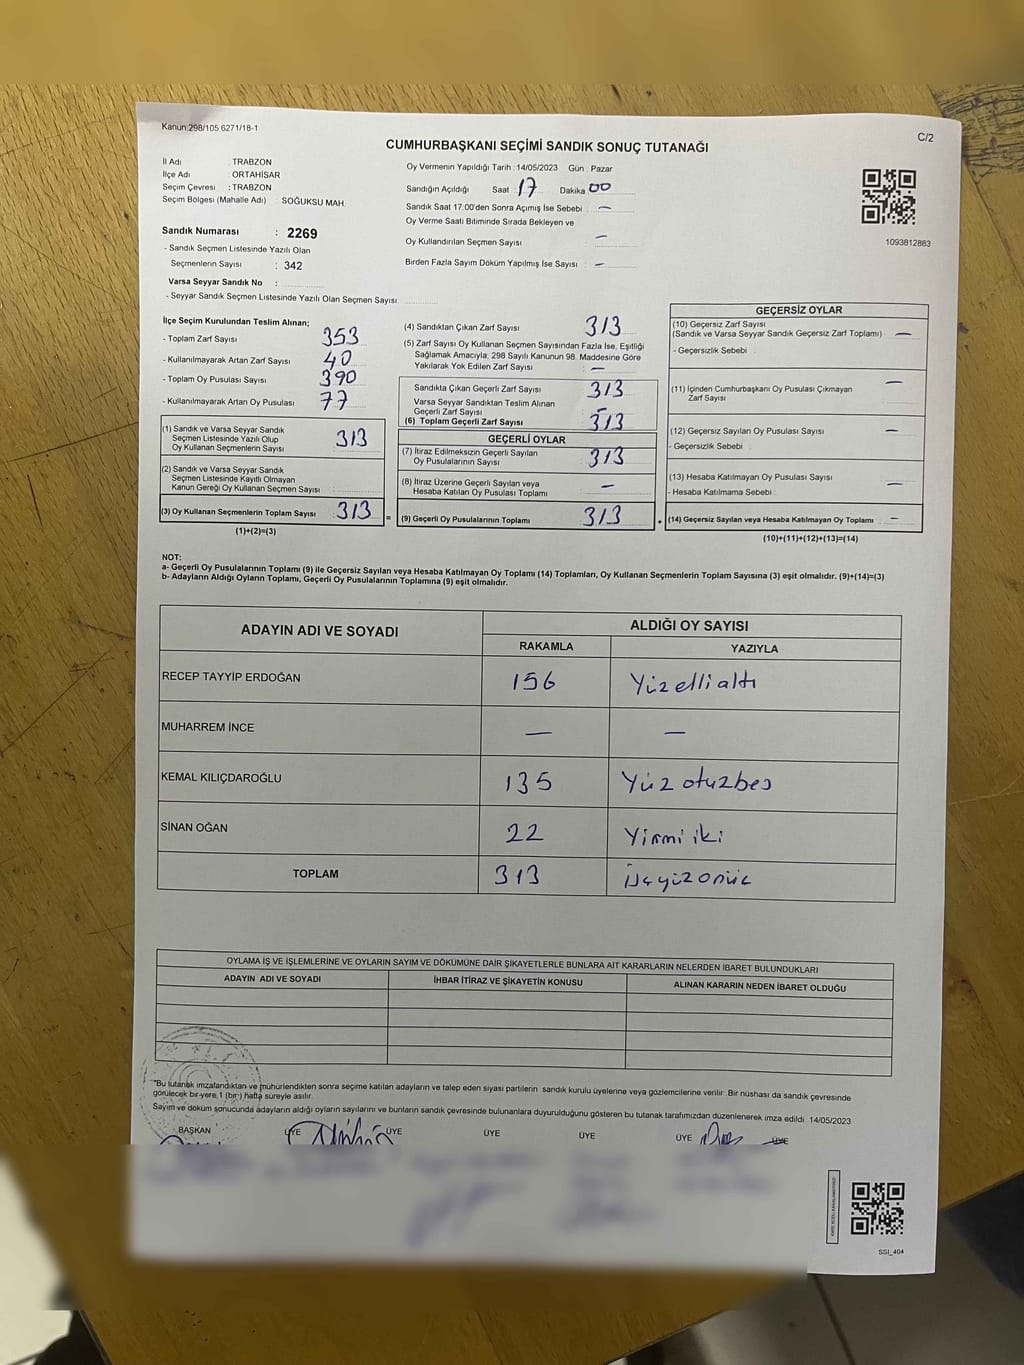 Kanun:298/105.6271/18-1
C/2
CUMHURBAŞKANI SEÇİMİ SANDIK SONUÇ TUTANAĞI
İl Adı : TRABZON
İlçe Adı : ORTAHİSAR
Seçim Çevresi : TRABZON
Seçim Bölgesi (Mahalle Adı) SOĞUKSU MAH.
Sandık Numarası : 2269
- Sandık Seçmen Listesinde Yazılı Olan
Seçmenlerin Sayısı : 342
Varsa Seyyar Sandık No :
- Seyyar Sandık Seçmen Listesinde Yazılı Olan Seçmen Sayısı:
Oy Vermenin Yapıldığı Tarih :14/05/2023 Gün : Pazar
Sandığın Açıldığı Saat : 17 Dakika : 00
Sandık Saat 17:00'den Sonra Açımış İse Sebebi : —
Oy Verme Saati Bitiminde Sırada Bekleyen ve
Oy Kullandırılan Seçmen Sayısı : —
Birden Fazla Sayım Döküm Yapılmış İse Sayısı : —
1093812883
İlçe Seçim Kurulundan Teslim Alınan;
- Toplam Zarf Sayısı : 353
- Kullanılmayarak Artan Zarf Sayısı : 40
- Toplam Oy Pusulası Sayısı : 390
- Kullanılmayarak Artan Oy Pusulası : 77
(1) Sandık ve Varsa Seyyar Sandık
Seçmen Listesinde Yazılı Olup
Oy Kullanan Seçmenlerin Sayısı : 313
(2) Sandık ve Varsa Seyyar Sandık
Seçmen Listesinde Kayıtlı Olmayan
Kanun Gereği Oy Kullanan Seçmen Sayısı :
(3) Oy Kullanan Seçmenlerin Toplam Sayısı : 313
(1)+(2)=(3)
=
(4) Sandıktan Çıkan Zarf Sayısı : 313
(5) Zarf Sayısı Oy Kullanan Seçmen Sayısından Fazla İse, Eşitliği
Sağlamak Amacıyla; 298 Sayılı Kanunun 98. Maddesine Göre
Yakılarak Yok Edilen Zarf Sayısı : —
Sandıkta Çıkan Geçerli Zarf Sayısı : 313
Varsa Seyyar Sandıktan Teslim Alınan
Geçerli Zarf Sayısı : —
(6) Toplam Geçerli Zarf Sayısı : 313
GEÇERLİ OYLAR
(7) İtiraz Edilmeksizin Geçerli Sayılan
Oy Pusulalarının Sayısı : 313
(8) İtiraz Üzerine Geçerli Sayılan veya
Hesaba Katılan Oy Pusulası Toplamı : —
(9) Geçerli Oy Pusulalarının Toplamı : 313
+
GEÇERSİZ OYLAR
(10) Geçersiz Zarf Sayısı
(Sandık ve Varsa Seyyar Sandık Geçersiz Zarf Toplamı) : —
- Geçersizlik Sebebi :
(11) İçinden Cumhurbaşkanı Oy Pusulası Çıkmayan
Zarf Sayısı : —
(12) Geçersiz Sayılan Oy Pusulası Sayısı : —
- Geçersizlik Sebebi :
(13) Hesaba Katılmayan Oy Pusulası Sayısı : —
- Hesaba Katılmama Sebebi :
(14) Geçersiz Sayılan veya Hesaba Katılmayan Oy Toplamı : —
(10)+(11)+(12)+(13)=(14)
NOT:
a- Geçerli Oy Pusulalarının Toplamı (9) ile Geçersiz Sayılan veya Hesaba Katılmayan Oy Toplamı (14) Toplamları, Oy Kullanan Seçmenlerin Toplam Sayısına (3) eşit olmalıdır. (9)+(14)=(3)
b- Adayların Aldığı Oyların Toplamı, Geçerli Oy Pusulalarının Toplamına (9) eşit olmalıdır.
ADAYIN ADI VE SOYADI
ALDIĞI OY SAYISI
RAKAMLA YAZIYLA
RECEP TAYYİP ERDOĞAN 156 Yüzellialtı
MUHARREM İNCE — —
KEMAL KILIÇDAROĞLU 135 Yüz otuzbeş
SİNAN OĞAN 22 Yirmi iki
TOPLAM 313 Üçyüzonüç
OYLAMA İŞ VE İŞLEMLERİNE VE OYLARIN SAYIM VE DÖKÜMÜNE DAİR ŞİKAYETLERLE BUNLARA AİT KARARLARIN NELERDEN İBARET BULUNDUKLARI
ADAYIN ADI VE SOYADI İHBAR İTİRAZ VE ŞİKAYETİN KONUSU ALINAN KARARIN NEDEN İBARET OLDUĞU
"Bu tutanak imzalandıktan ve mühürlendikten sonra seçime katılan adayların ve talep eden siyasi partilerin sandık kurulu üyelerine veya gözlemcilerine verilir. Bir nüshası da sandık çevresinde
görülecek bir yere 1 (bir) hafta süreyle asılır.
Sayım ve döküm sonucunda adayların aldığı oyların sayılarını ve bunların sandık çevresinde bulunanlara duyurulduğunu gösteren bu tutanak tarafımızdan düzenlenerek imza edildi. 14/05/2023
BAŞKAN ÜYE ÜYE ÜYE ÜYE ÜYE ÜYE
SSİ_404